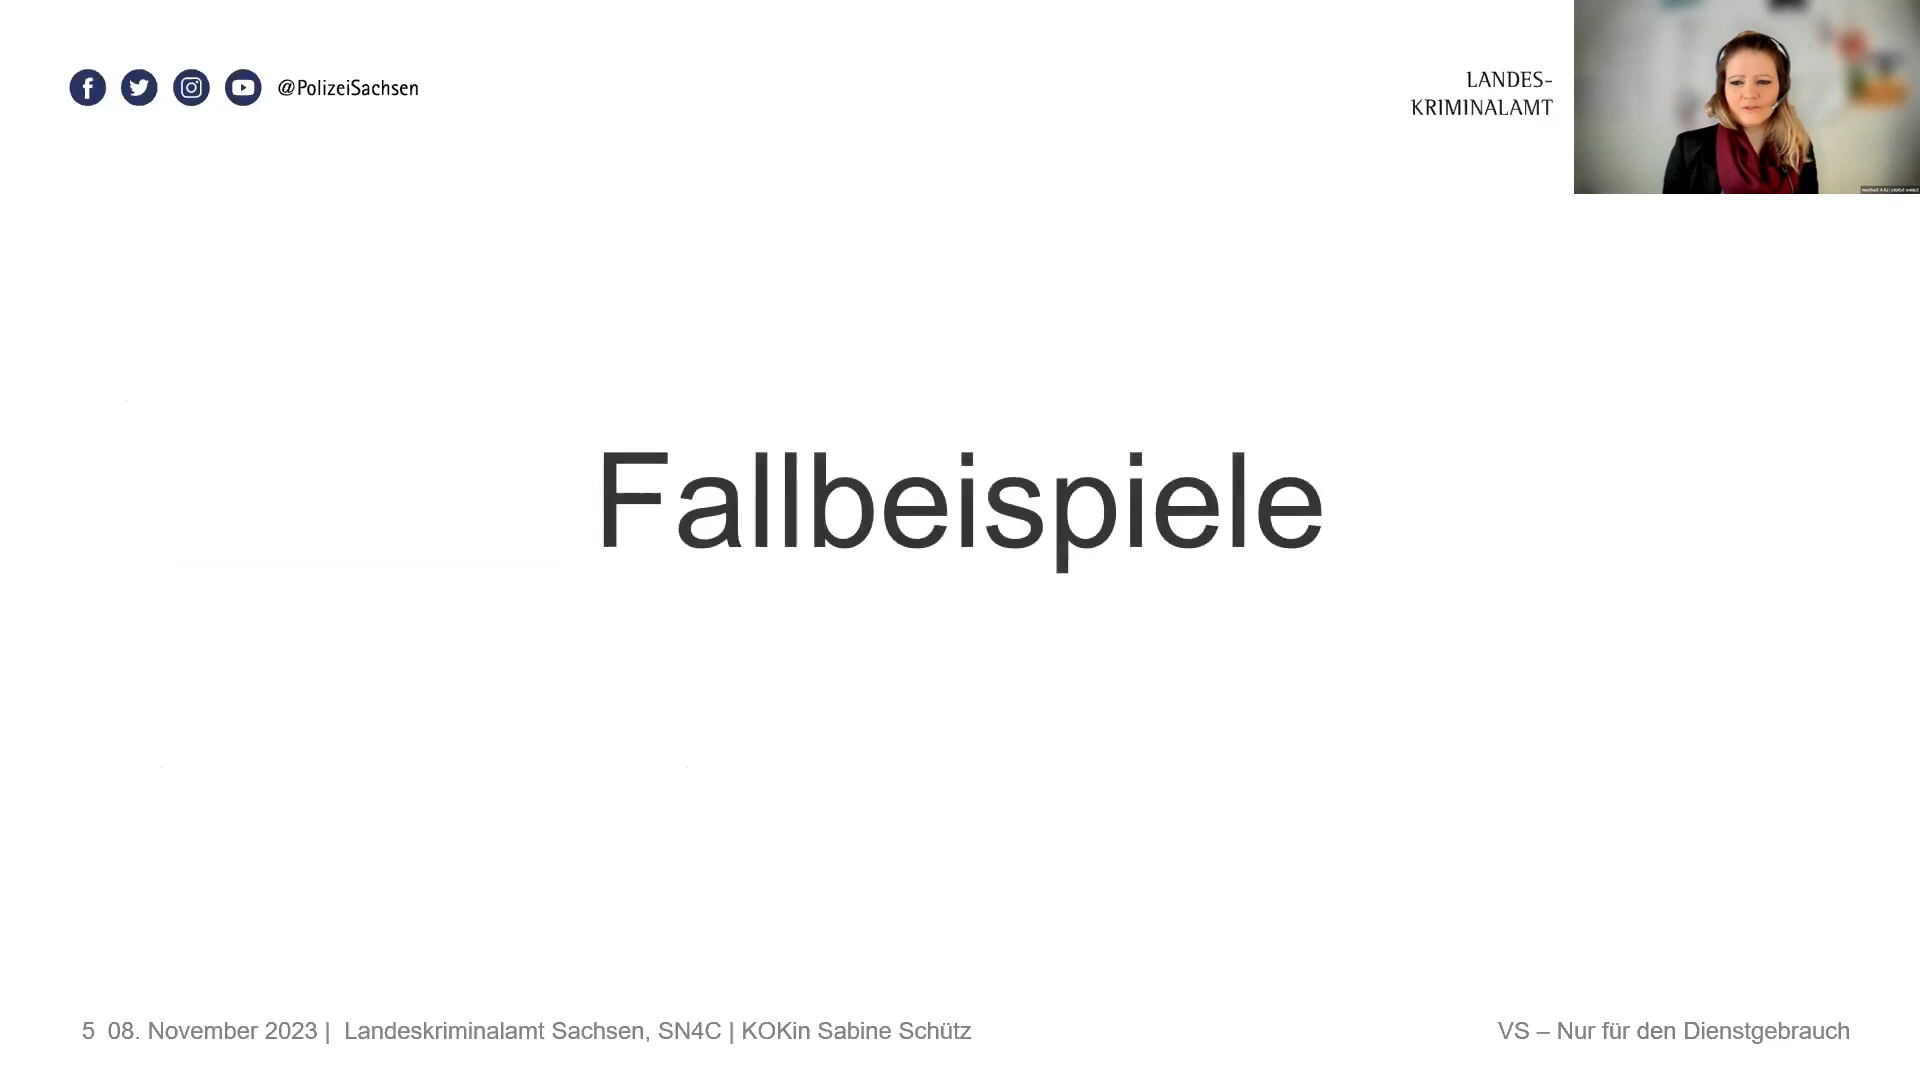 @PolizeiSachsen
LANDES-
KRIMINALAMT
Fallbeispiele
5 08. November 2023 | Landeskriminalamt Sachsen, SN4C | KOKin Sabine Schütz
VS – Nur für den Dienstgebrauch